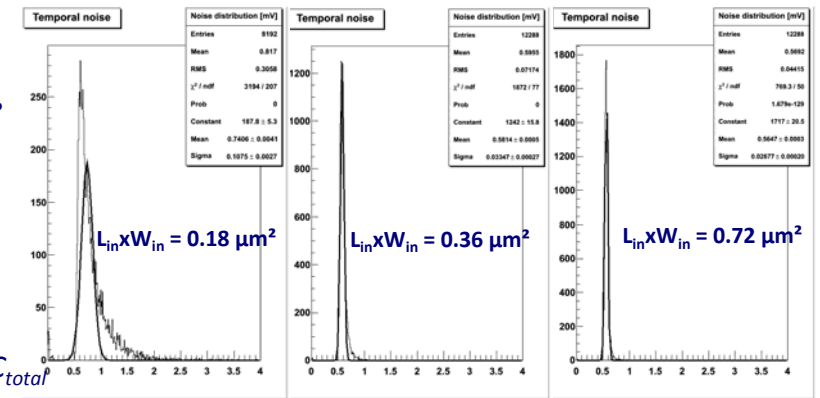 Temporal noise
Noise distribution [mV]
Entries 8192
Mean 0.817
RMS 0.3058
χ² / ndf 3194 / 207
Prob 0
Constant 187.8 ± 5.3
Mean 0.7406 ± 0.0041
Sigma 0.1075 ± 0.0027
250
200
150
100
50
0
LinxWin = 0.18 µm²
0 0.5 1 1.5 2 2.5 3 3.5 4
total
Temporal noise
Noise distribution [mV]
Entries 12288
Mean 0.5955
RMS 0.07174
χ² / ndf 1872 / 77
Prob 0
Constant 1242 ± 15.8
Mean 0.5814 ± 0.0005
Sigma 0.03347 ± 0.00027
1200
1000
800
600
400
200
0
LinxWin = 0.36 µm²
0 0.5 1 1.5 2 2.5 3 3.5 4
Temporal noise
Noise distribution [mV]
Entries 12288
Mean 0.5692
RMS 0.04415
χ² / ndf 769.3 / 50
Prob 1.679e-129
Constant 1717 ± 20.5
Mean 0.5647 ± 0.0003
Sigma 0.02677 ± 0.00020
1800
1600
1400
1200
1000
800
600
400
200
0
LinxWin = 0.72 µm²
0 0.5 1 1.5 2 2.5 3 3.5 4